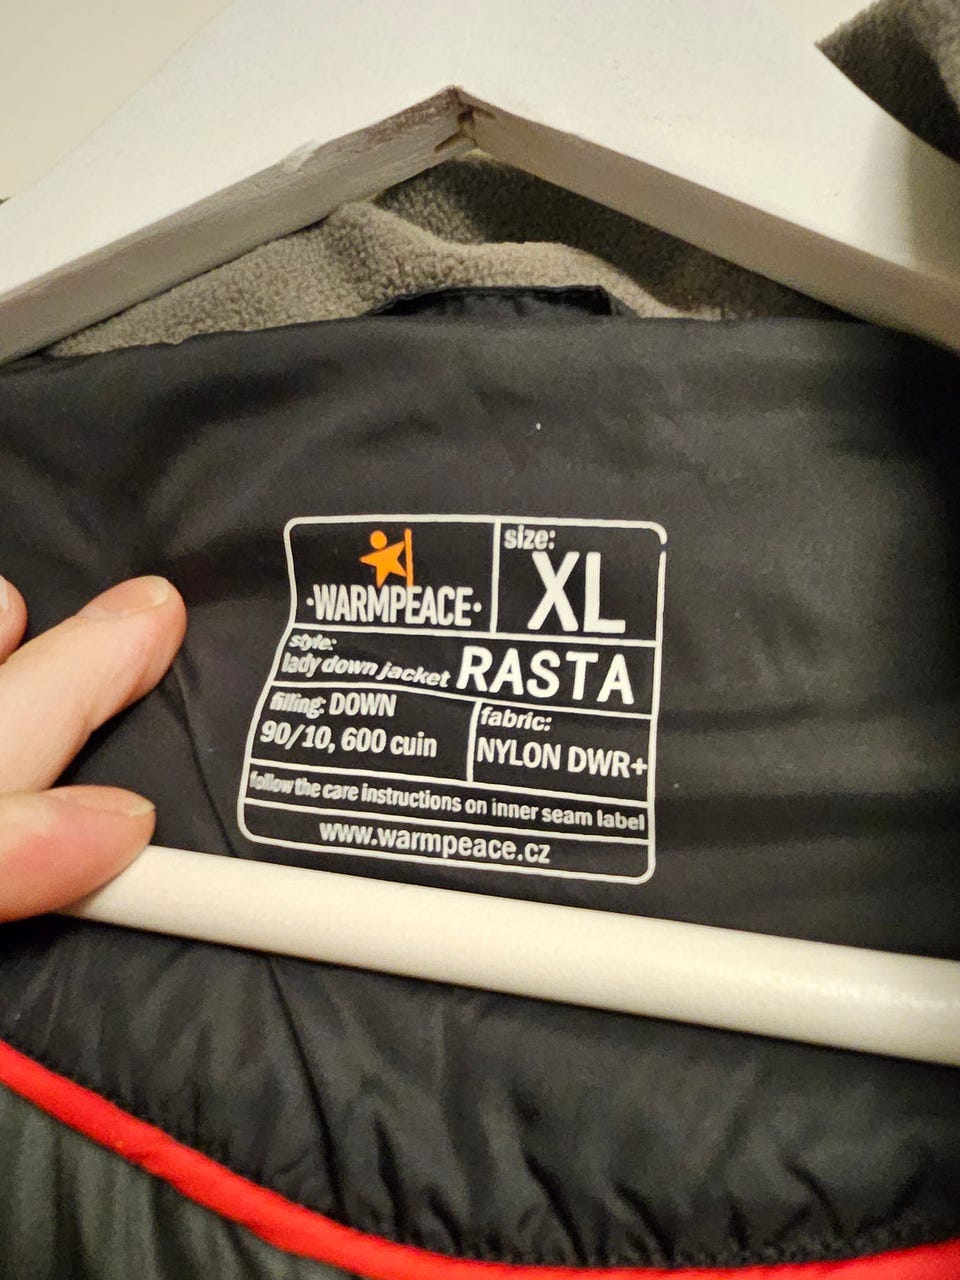 size:
XL
·WARMPEACE·
style:
lady down jacket RASTA
filling: DOWN
90/10, 600 cuin
fabric:
NYLON DWR+
follow the care instructions on inner seam label
www.warmpeace.cz